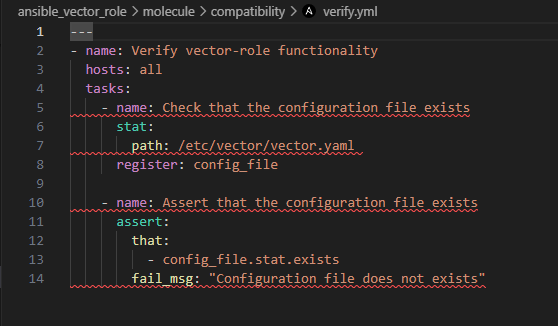 ansible_vector_role > molecule > compatibility > verify.yml
1 ---
2 - name: Verify vector-role functionality
3   hosts: all
4   tasks:
5     - name: Check that the configuration file exists
6       stat:
7         path: /etc/vector/vector.yaml
8       register: config_file
9
10     - name: Assert that the configuration file exists
11       assert:
12         that:
13           - config_file.stat.exists
14         fail_msg: "Configuration file does not exists"